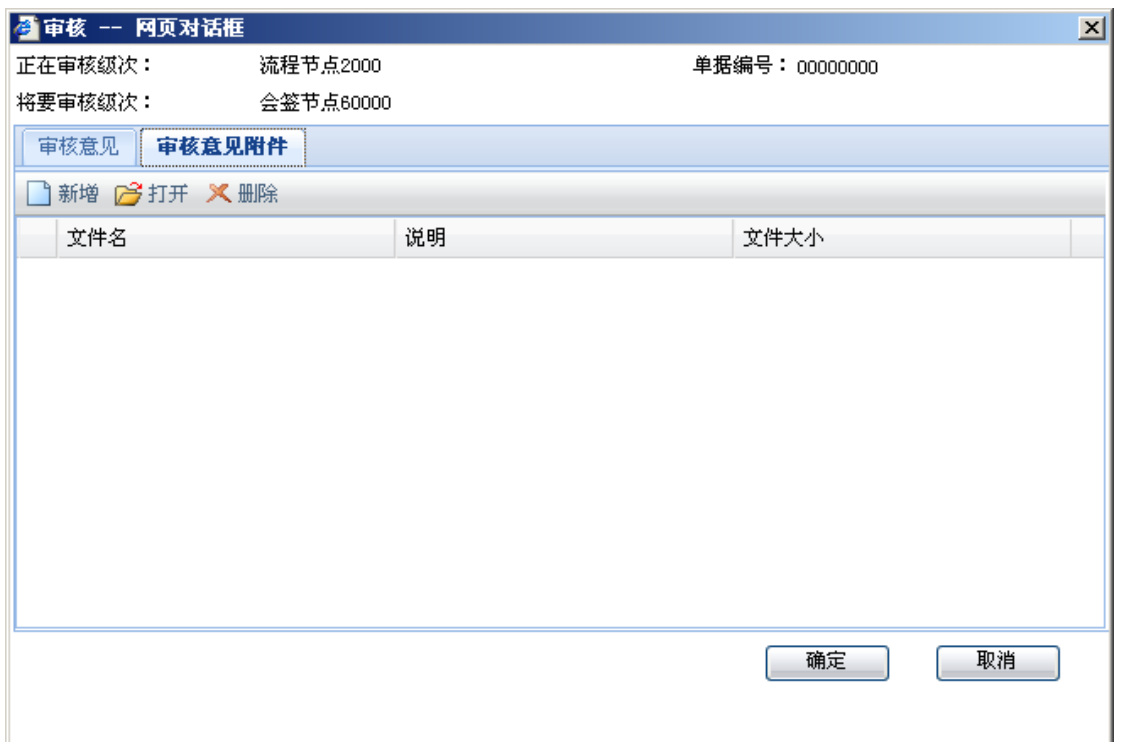 审核 -- 网页对话框
正在审核级次： 流程节点2000 单据编号：00000000
将要审核级次： 会签节点60000
审核意见 审核意见附件
新增 打开 删除
文件名 说明 文件大小
确定 取消